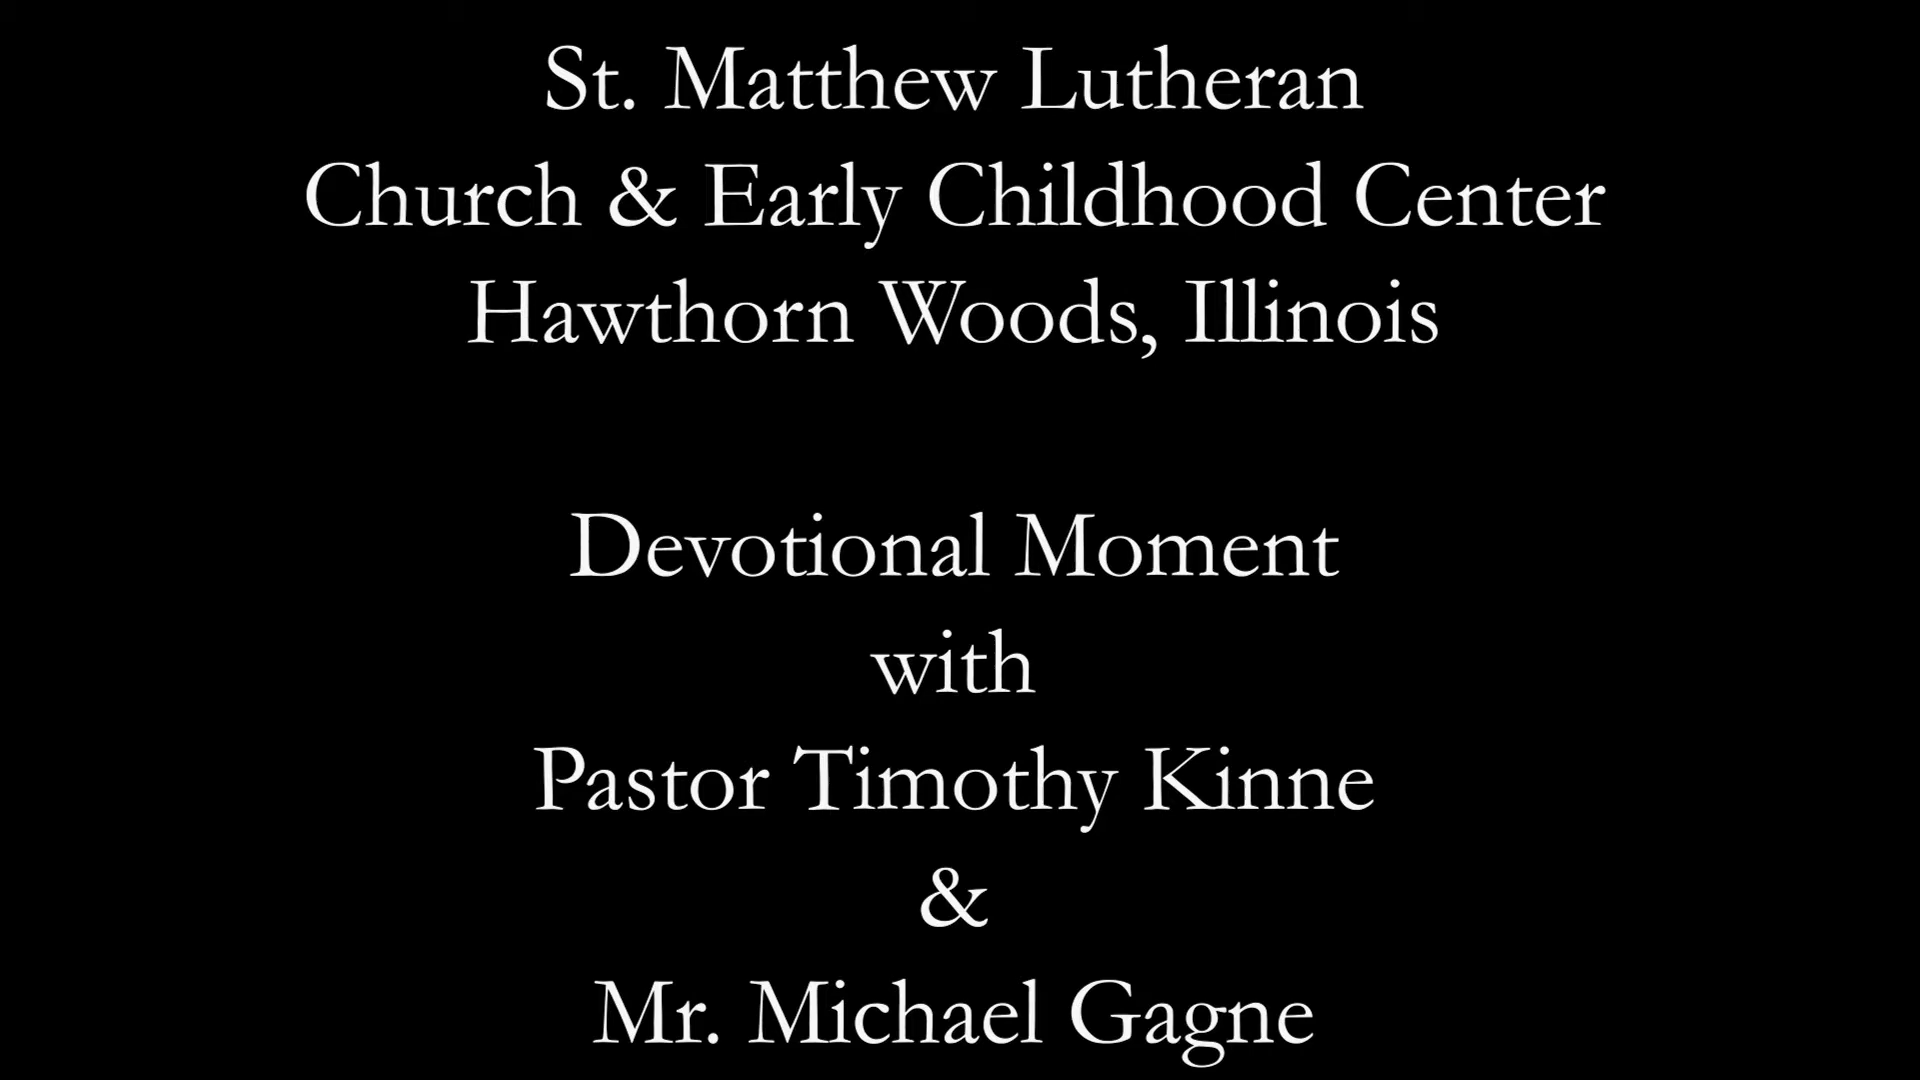 St. Matthew Lutheran
Church & Early Childhood Center
Hawthorn Woods, Illinois
Devotional Moment
with
Pastor Timothy Kinne
&
Mr. Michael Gagne